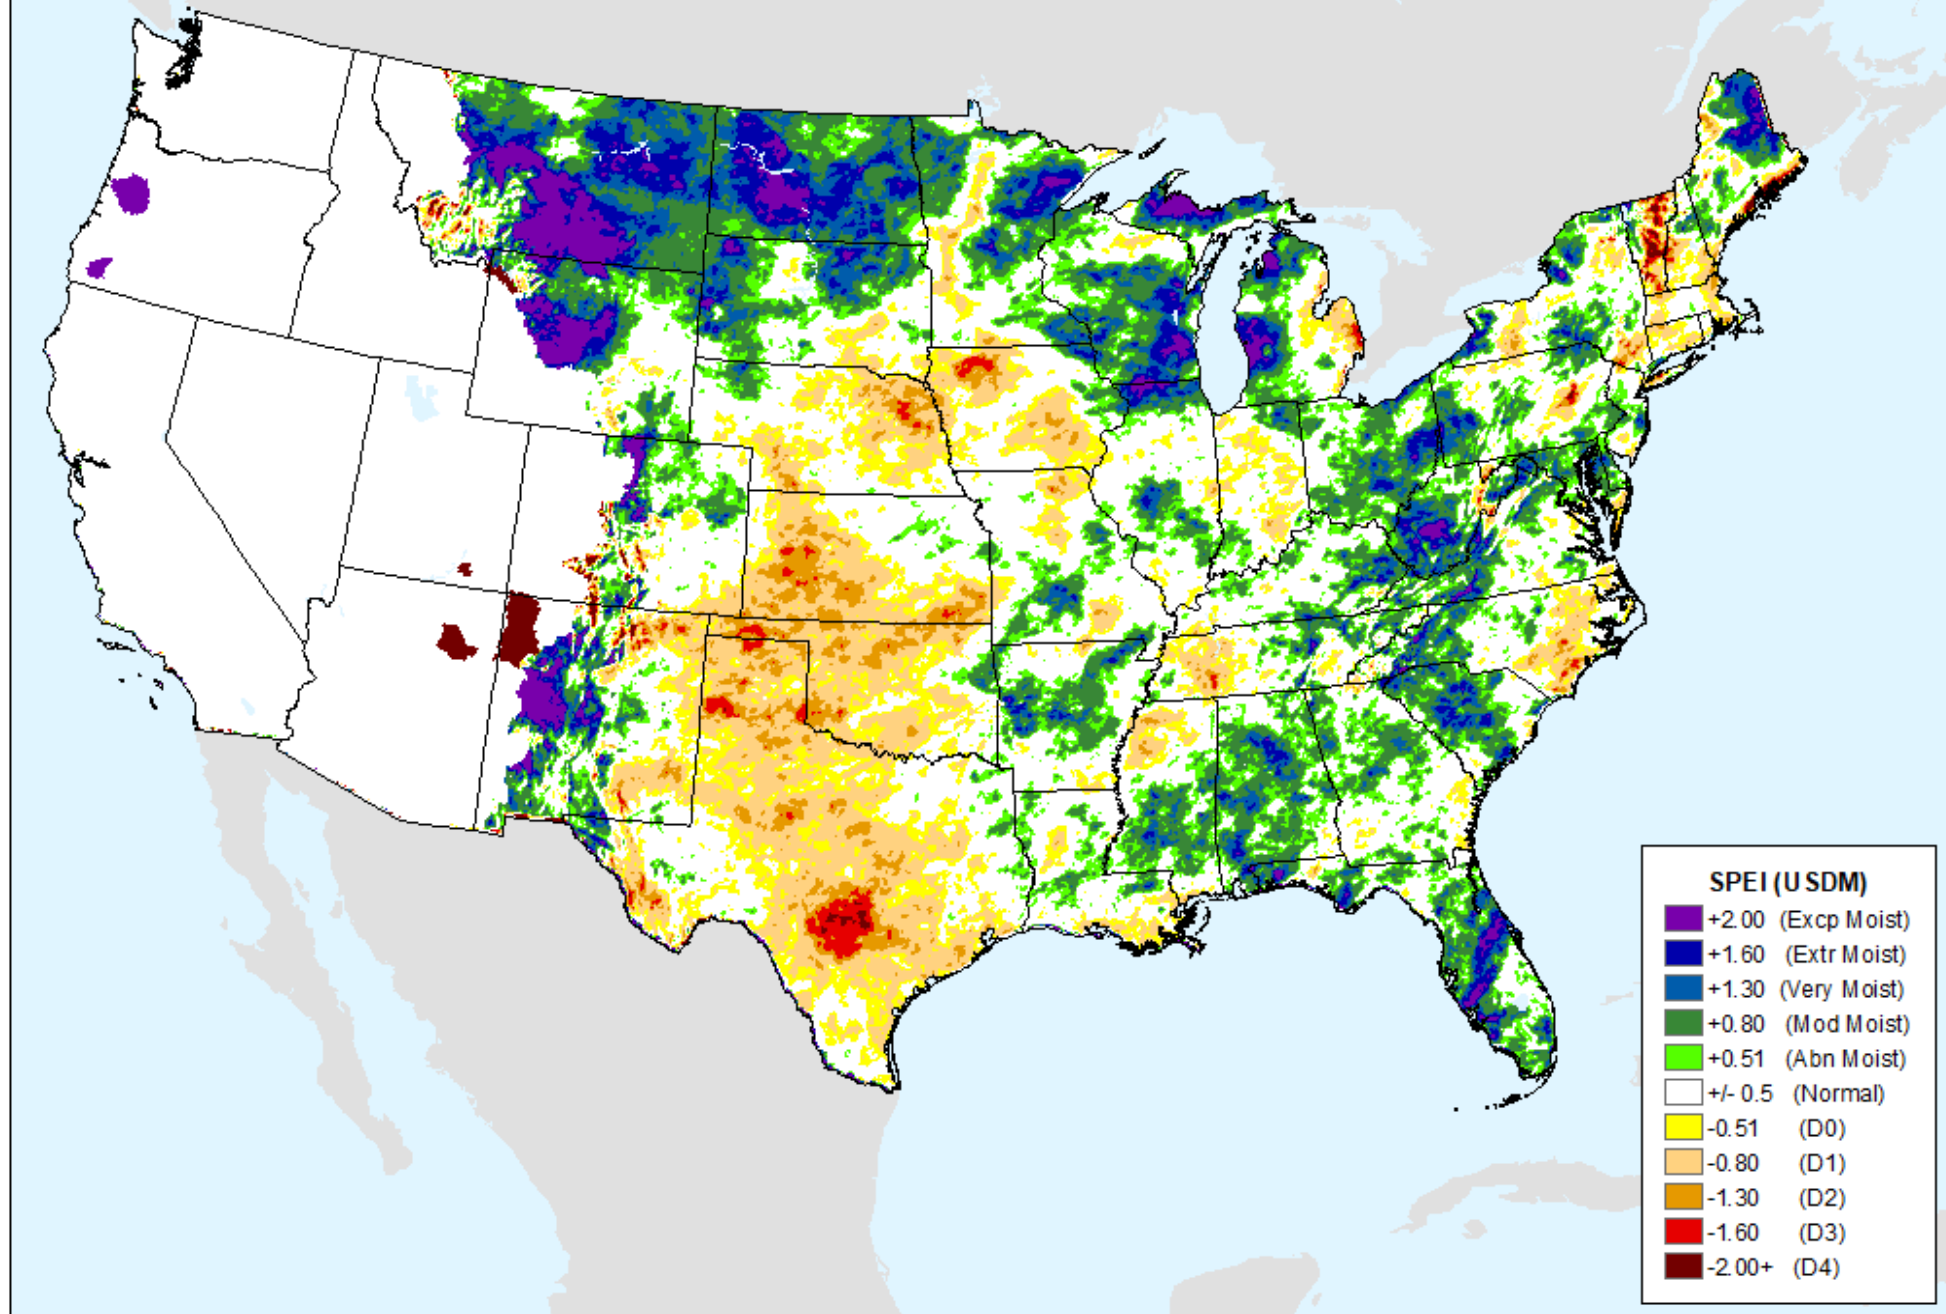 SPEI (USDM)
+2.00 (Excp Moist)
+1.60 (Extr Moist)
+1.30 (Very Moist)
+0.80 (Mod Moist)
+0.51 (Abn Moist)
+/- 0.5 (Normal)
-0.51 (D0)
-0.80 (D1)
-1.30 (D2)
-1.60 (D3)
-2.00+ (D4)